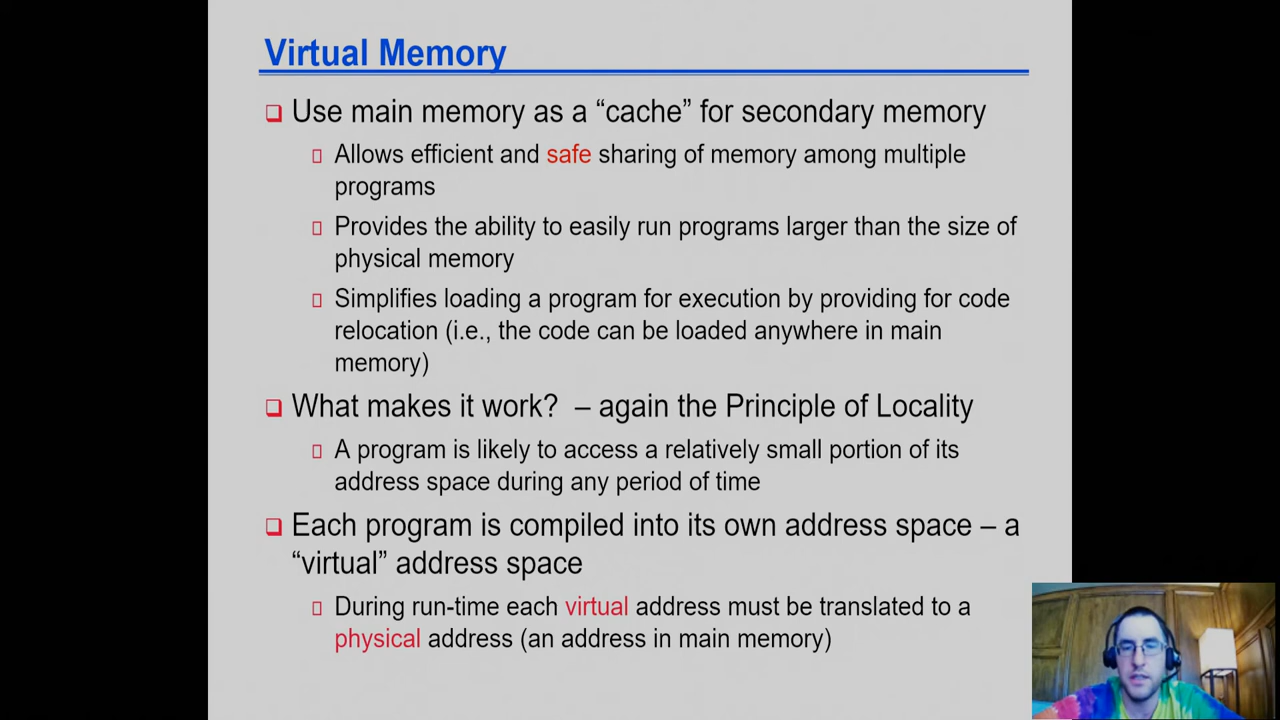 Virtual Memory
Use main memory as a “cache” for secondary memory
Allows efficient and safe sharing of memory among multiple
programs
Provides the ability to easily run programs larger than the size of
physical memory
Simplifies loading a program for execution by providing for code
relocation (i.e., the code can be loaded anywhere in main
memory)
What makes it work? – again the Principle of Locality
A program is likely to access a relatively small portion of its
address space during any period of time
Each program is compiled into its own address space – a
“virtual” address space
During run-time each virtual address must be translated to a
physical address (an address in main memory)